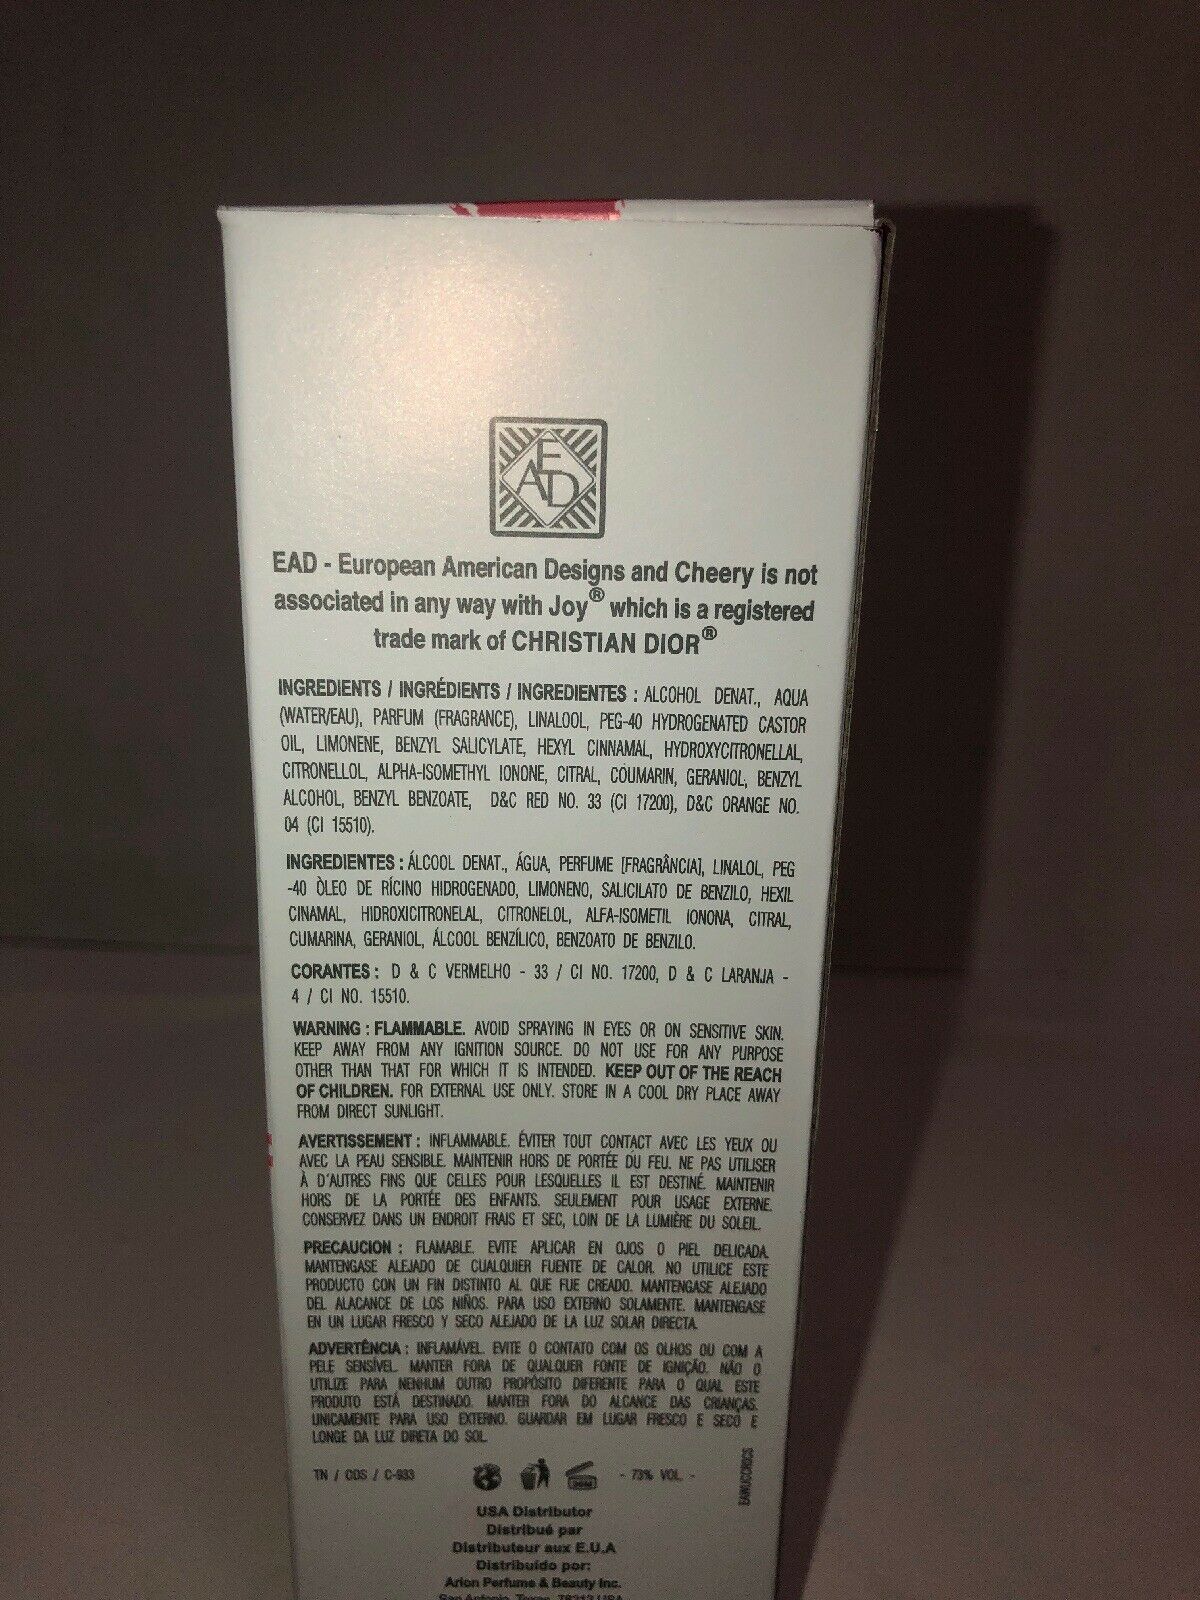 EAD
EAD - European American Designs and Cheery is not
associated in any way with Joy® which is a registered
trade mark of CHRISTIAN DIOR®
INGREDIENTS / INGRÉDIENTS / INGREDIENTES : ALCOHOL DENAT., AQUA
(WATER/EAU), PARFUM (FRAGRANCE), LINALOOL, PEG-40 HYDROGENATED CASTOR
OIL, LIMONENE, BENZYL SALICYLATE, HEXYL CINNAMAL, HYDROXYCITRONELLAL,
CITRONELLOL, ALPHA-ISOMETHYL IONONE, CITRAL, COUMARIN, GERANIOL, BENZYL
ALCOHOL, BENZYL BENZOATE, D&C RED NO. 33 (CI 17200), D&C ORANGE NO.
04 (CI 15510).
INGREDIENTES : ÁLCOOL DENAT., ÁGUA, PERFUME [FRAGRÂNCIA], LINALOL, PEG
-40 ÒLEO DE RÍCINO HIDROGENADO, LIMONENO, SALICILATO DE BENZILO, HEXIL
CINAMAL, HIDROXICITRONELAL, CITRONELOL, ALFA-ISOMETIL IONONA, CITRAL,
CUMARINA, GERANIOL, ÁLCOOL BENZÍLICO, BENZOATO DE BENZILO.
CORANTES : D & C VERMELHO - 33 / CI NO. 17200, D & C LARANJA -
4 / CI NO. 15510.
WARNING : FLAMMABLE. AVOID SPRAYING IN EYES OR ON SENSITIVE SKIN.
KEEP AWAY FROM ANY IGNITION SOURCE. DO NOT USE FOR ANY PURPOSE
OTHER THAN THAT FOR WHICH IT IS INTENDED. KEEP OUT OF THE REACH
OF CHILDREN. FOR EXTERNAL USE ONLY. STORE IN A COOL DRY PLACE AWAY
FROM DIRECT SUNLIGHT.
AVERTISSEMENT : INFLAMMABLE. ÉVITER TOUT CONTACT AVEC LES YEUX OU
AVEC LA PEAU SENSIBLE. MAINTENIR HORS DE PORTÉE DU FEU. NE PAS UTILISER
À D'AUTRES FINS QUE CELLES POUR LESQUELLES IL EST DESTINÉ. MAINTENIR
HORS DE LA PORTÉE DES ENFANTS. SEULEMENT POUR USAGE EXTERNE.
CONSERVEZ DANS UN ENDROIT FRAIS ET SEC, LOIN DE LA LUMIÈRE DU SOLEIL.
PRECAUCION : FLAMABLE. EVITE APLICAR EN OJOS O PIEL DELICADA.
MANTENGASE ALEJADO DE CUALQUIER FUENTE DE CALOR. NO UTILICE ESTE
PRODUCTO CON UN FIN DISTINTO AL QUE FUE CREADO. MANTENGASE ALEJADO
DEL ALACANCE DE LOS NIÑOS. PARA USO EXTERNO SOLAMENTE. MANTENGASE
EN UN LUGAR FRESCO Y SECO ALEJADO DE LA LUZ SOLAR DIRECTA.
ADVERTÊNCIA : INFLAMÁVEL. EVITE O CONTATO COM OS OLHOS OU COM A
PELE SENSÍVEL. MANTER FORA DE QUALQUER FONTE DE IGNIÇÃO. NÃO O
UTILIZE PARA NENHUM OUTRO PROPÓSITO DIFERENTE PARA O QUAL ESTE
PRODUTO ESTÁ DESTINADO. MANTER FORA DO ALCANCE DAS CRIANÇAS.
UNICAMENTE PARA USO EXTERNO. GUARDAR EM LUGAR FRESCO E SECO E
LONGE DA LUZ DIRETA DO SOL.
TN / COS / C-933
- 73% VOL. -
USA Distributor
Distribué par
Distributeur aux E.U.A
Distribuído por:
Arion Perfume & Beauty Inc.
San Antonio, Texas, 78213 USA